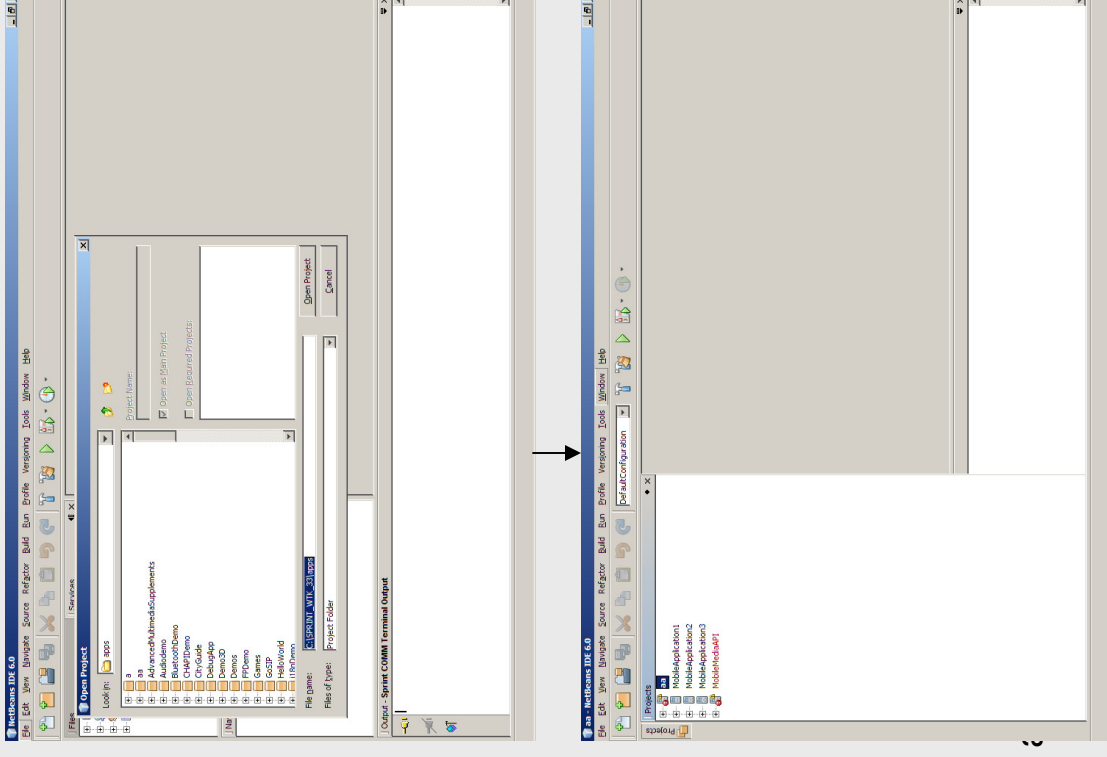 NetBeans IDE 6.0
File Edit View Navigate Source Refactor Build Run Profile Versioning Tools Window Help
Files
Services
Open Project
Look in:
apps
a
aa
AdvancedMultimediaSupplements
Audiodemo
BluetoothDemo
CHAPIDemo
CityGuide
DebugApp
Demo3D
Demos
FPDemo
Games
GoSIP
HelloWorld
i18nDemo
Project Name:
Open as Main Project
Open Required Projects:
File name:
C:\SPRINT_WTK_33\apps
Open Project
Files of type:
Project Folder
Cancel
Na
Output - Sprint COMM Terminal Output
aa - NetBeans IDE 6.0
File Edit View Navigate Source Refactor Build Run Profile Versioning Tools Window Help
DefaultConfiguration
Projects
Projects
aa
MobileApplication1
MobileApplication2
MobileApplication3
MobileMediaAPI